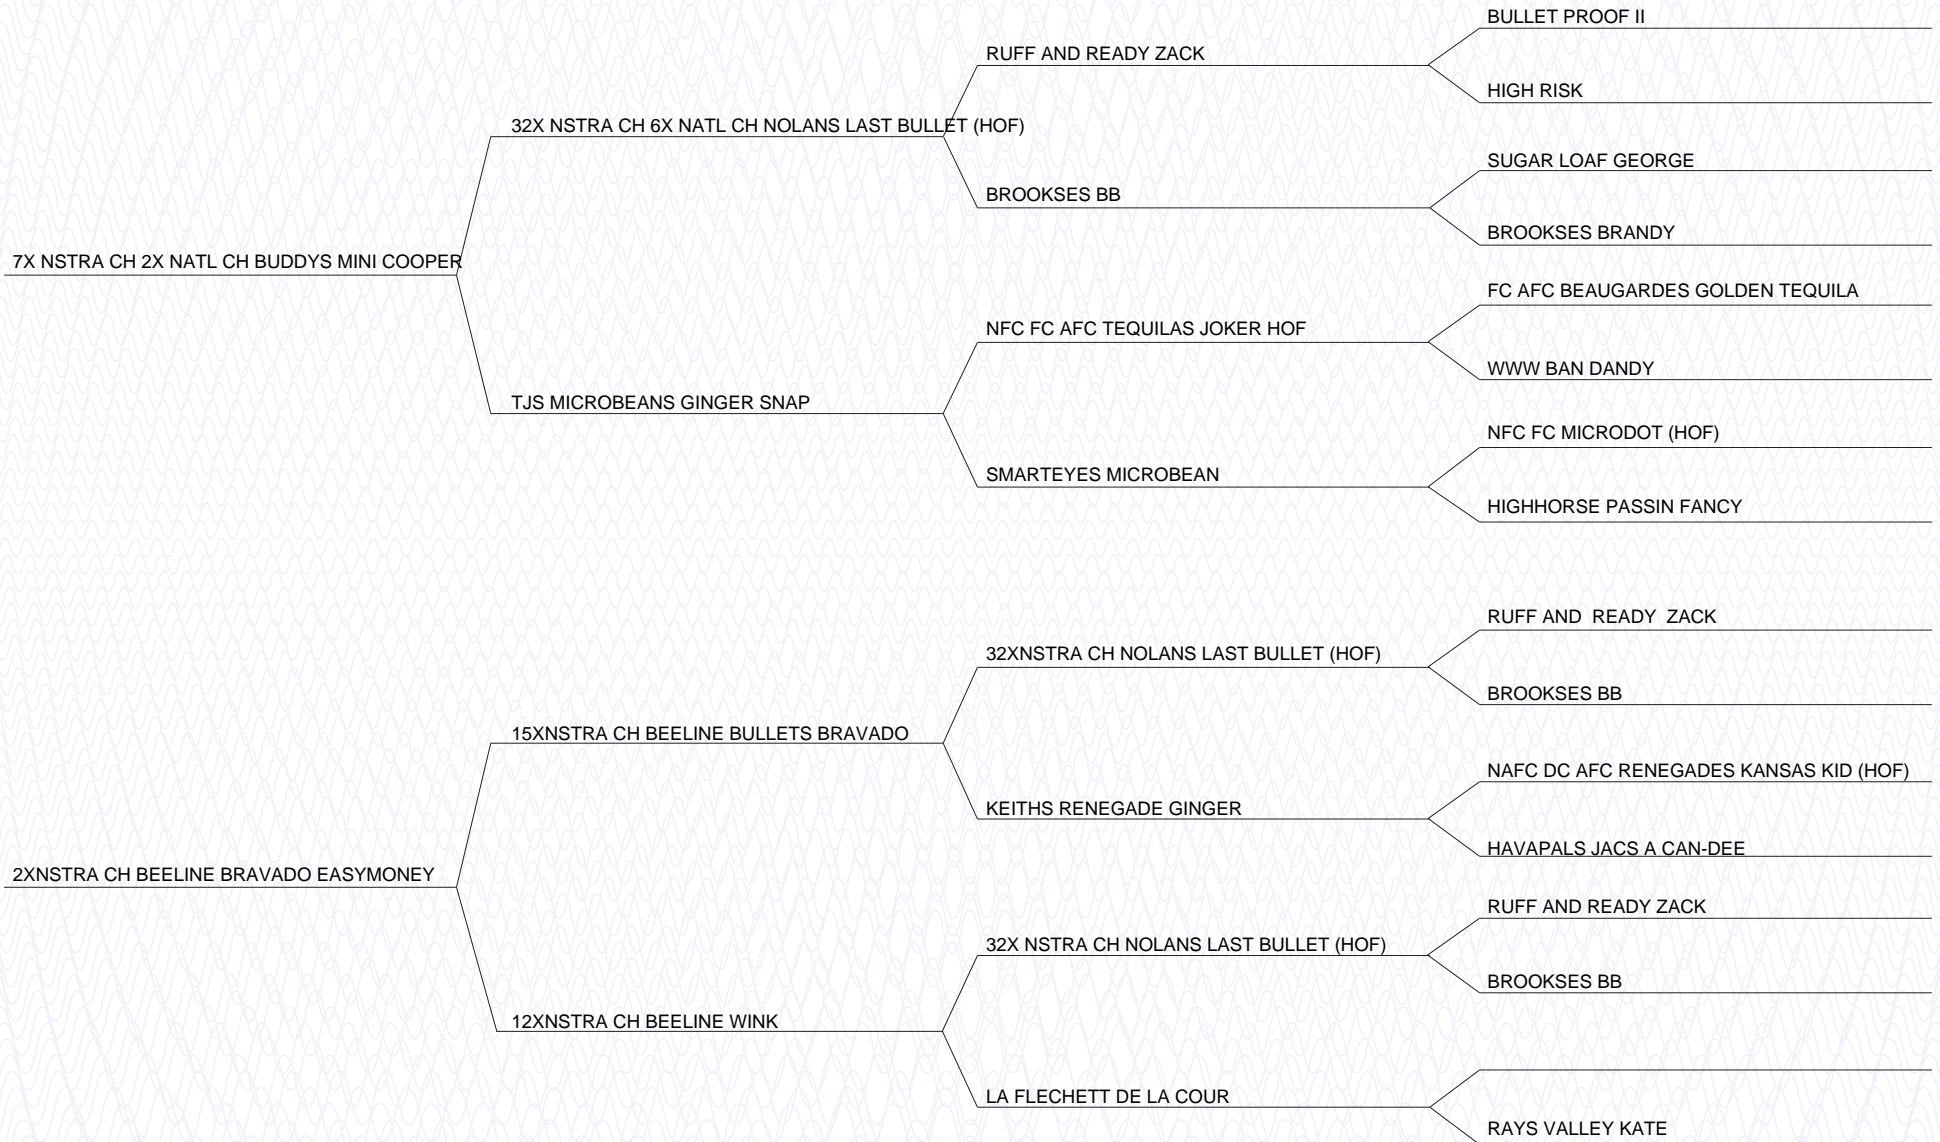 BULLET PROOF II
RUFF AND READY ZACK
HIGH RISK
32X NSTRA CH 6X NATL CH NOLANS LAST BULLET (HOF)
SUGAR LOAF GEORGE
BROOKSES BB
BROOKSES BRANDY
7X NSTRA CH 2X NATL CH BUDDYS MINI COOPER
FC AFC BEAUGARDES GOLDEN TEQUILA
NFC FC AFC TEQUILAS JOKER HOF
WWW BAN DANDY
TJS MICROBEANS GINGER SNAP
NFC FC MICRODOT (HOF)
SMARTEYES MICROBEAN
HIGHHORSE PASSIN FANCY
RUFF AND  READY  ZACK
32XNSTRA CH NOLANS LAST BULLET (HOF)
BROOKSES BB
15XNSTRA CH BEELINE BULLETS BRAVADO
NAFC DC AFC RENEGADES KANSAS KID (HOF)
KEITHS RENEGADE GINGER
HAVAPALS JACS A CAN-DEE
2XNSTRA CH BEELINE BRAVADO EASYMONEY
RUFF AND READY ZACK
32X NSTRA CH NOLANS LAST BULLET (HOF)
BROOKSES BB
12XNSTRA CH BEELINE WINK
LA FLECHETT DE LA COUR
RAYS VALLEY KATE